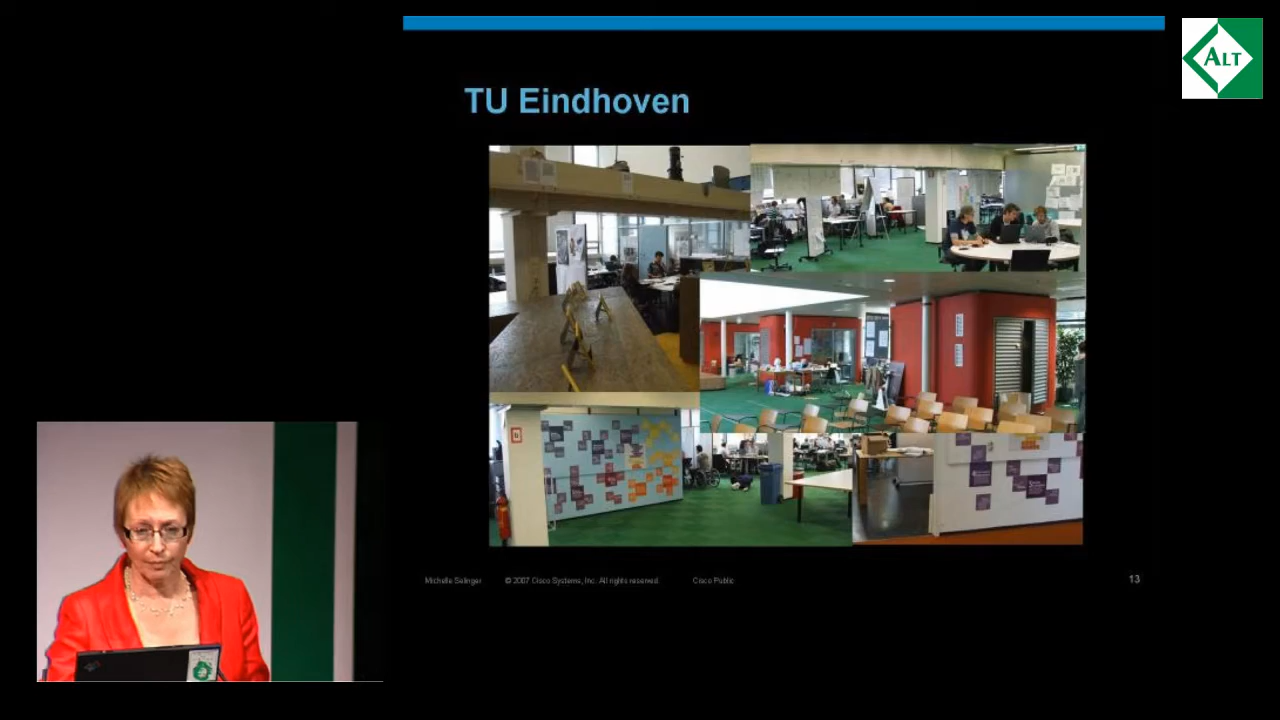 ALT
TU Eindhoven
Michelle Selinger © 2007 Cisco Systems, Inc. All rights reserved. Cisco Public 13